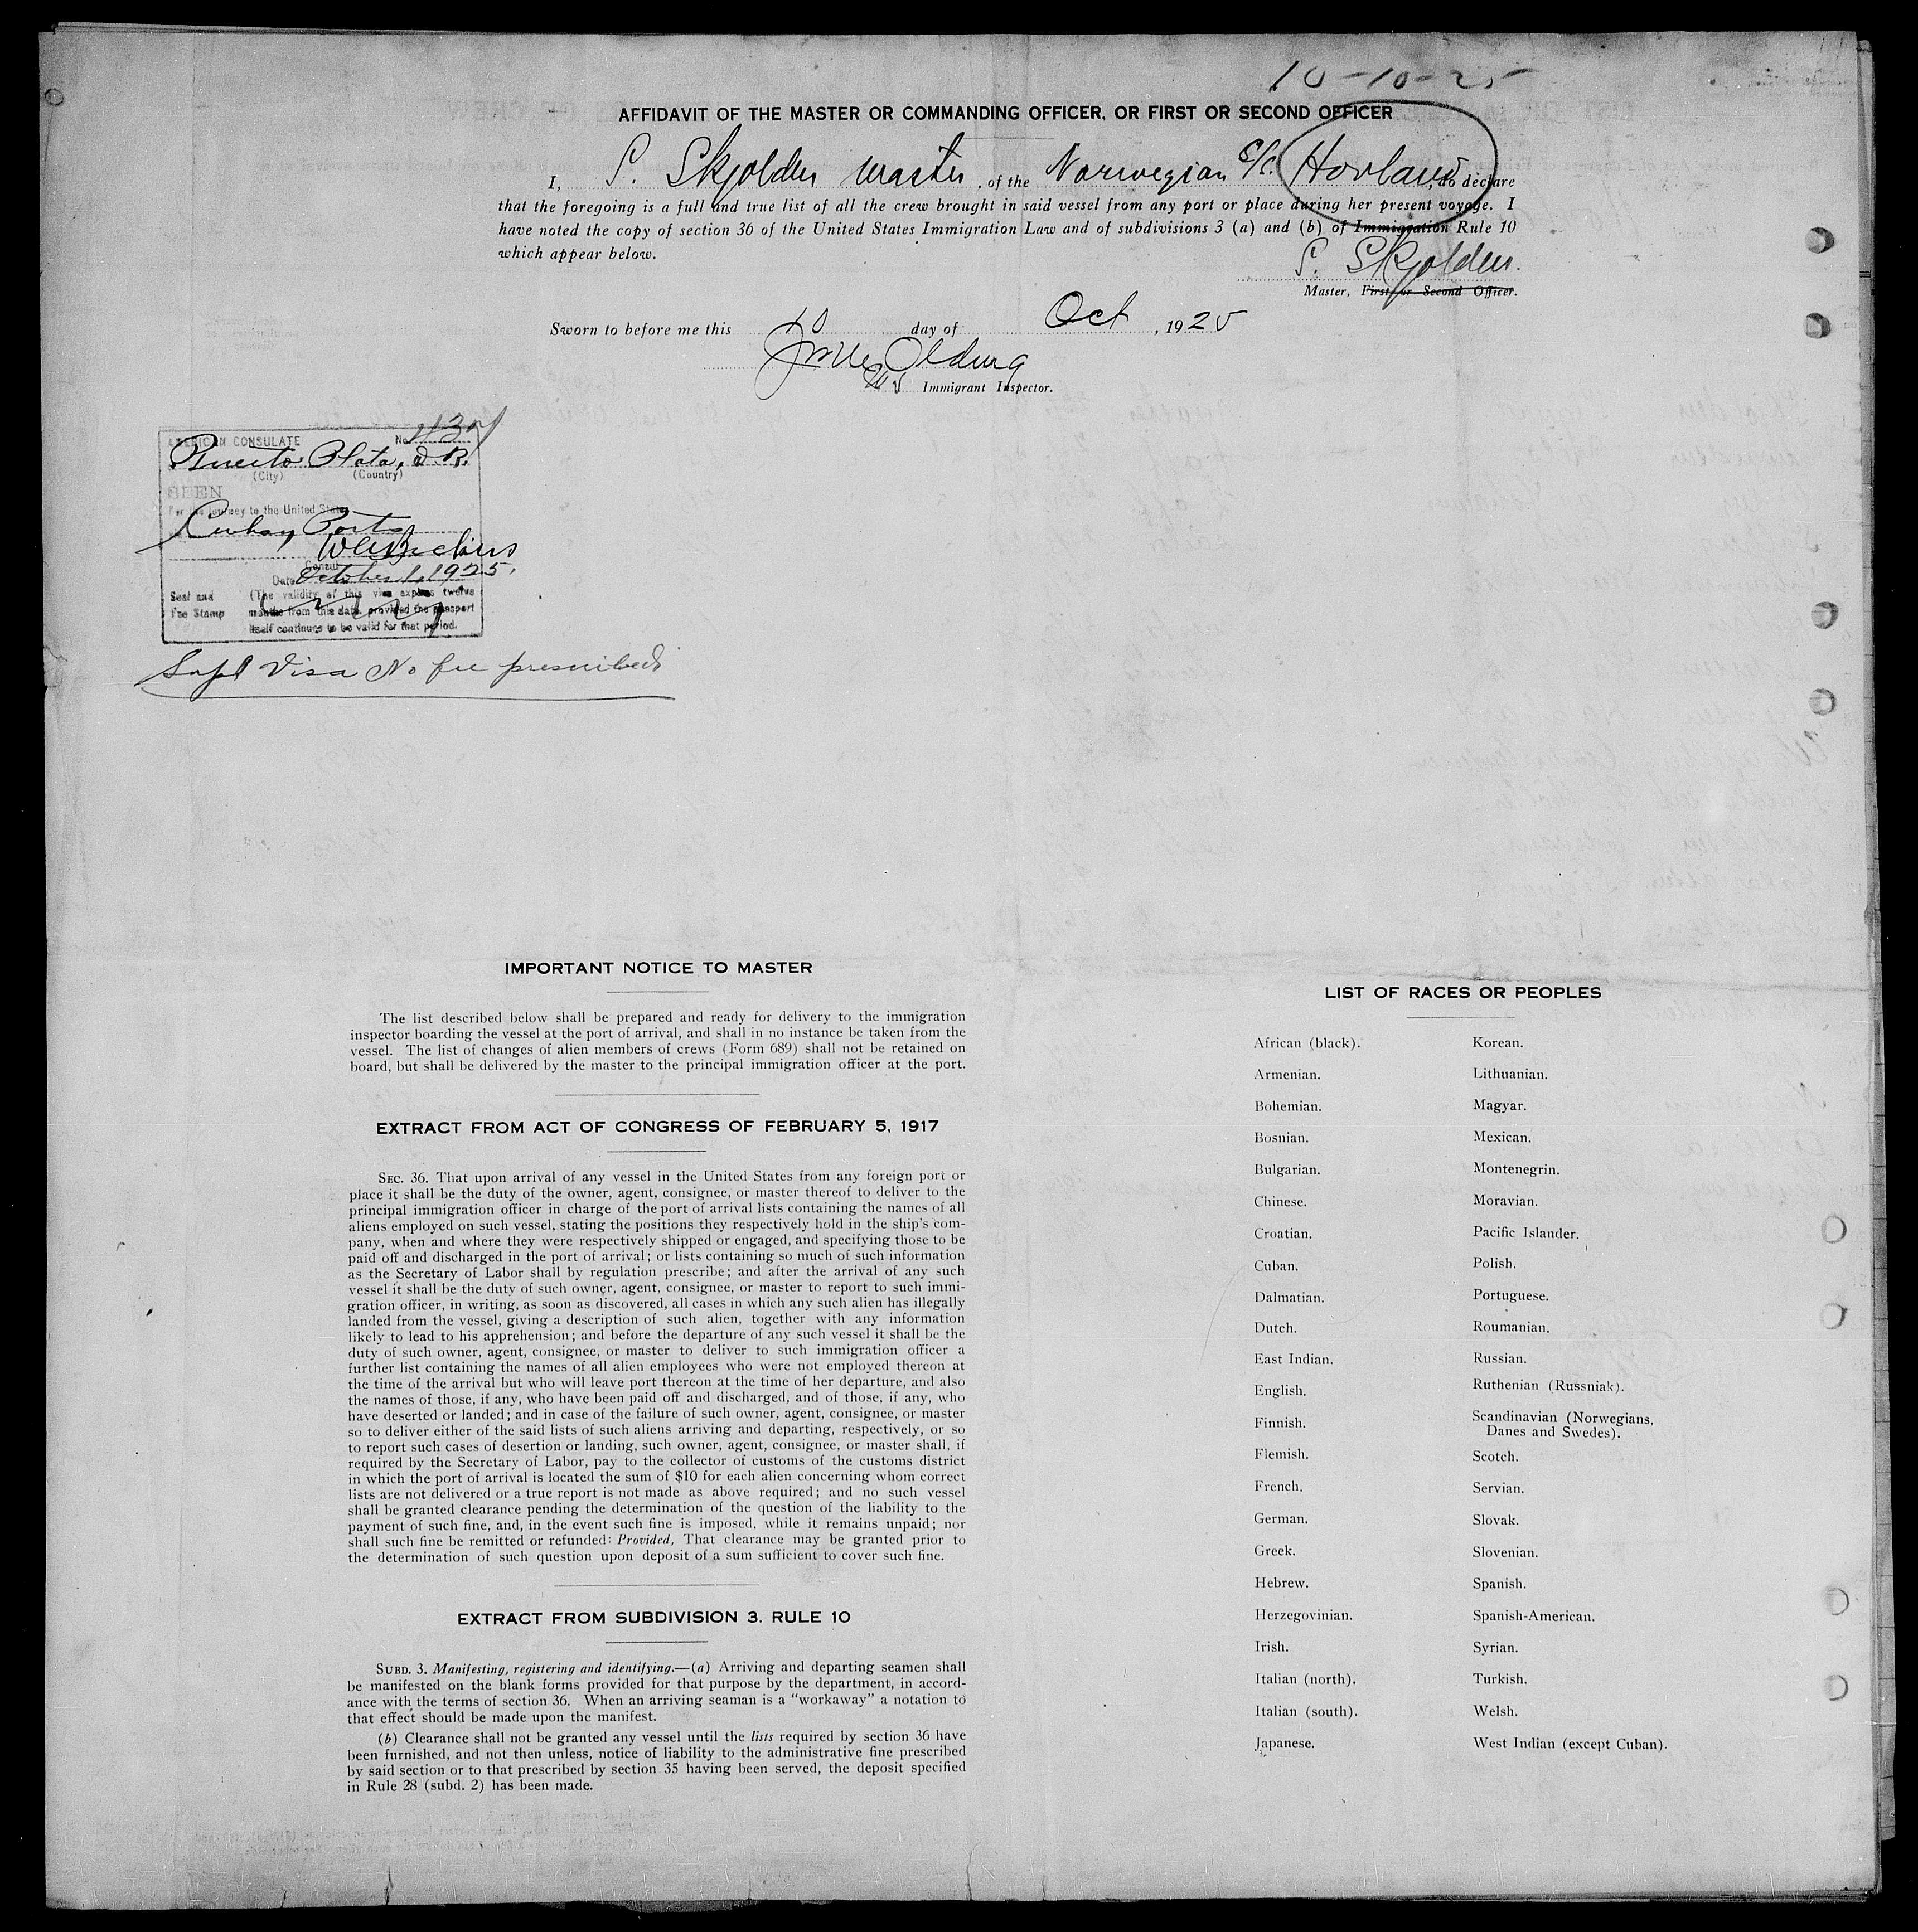 10-10-25
AFFIDAVIT OF THE MASTER OR COMMANDING OFFICER, OR FIRST OR SECOND OFFICER
I, S. Skjolden master, of the Norwegian S/S. Hovland, do declare
that the foregoing is a full and true list of all the crew brought in said vessel from any port or place during her present voyage. I
have noted the copy of section 36 of the United States Immigration Law and of subdivisions 3 (a) and (b) of Immigration Rule 10
which appear below.
S. Skjolden.
Master, First or Second Officer.
Sworn to before me this 10 day of Oct, 1925
Immigrant Inspector.
AMERICAN CONSULATE No.
Puerto Plata, D.R.
(City) (Country)
SEEN
For the journey to the United States
Cuban Ports
Consul
Date October 1, 1925.
Seal and (The validity of this visa expires twelve
Fee Stamp months from this date, provided the passport
itself continues to be valid for that period.
Supl Visa No fee prescribed
IMPORTANT NOTICE TO MASTER
The list described below shall be prepared and ready for delivery to the immigration
inspector boarding the vessel at the port of arrival, and shall in no instance be taken from the
vessel. The list of changes of alien members of crews (Form 689) shall not be retained on
board, but shall be delivered by the master to the principal immigration officer at the port.
EXTRACT FROM ACT OF CONGRESS OF FEBRUARY 5, 1917
SEC. 36. That upon arrival of any vessel in the United States from any foreign port or
place it shall be the duty of the owner, agent, consignee, or master thereof to deliver to the
principal immigration officer in charge of the port of arrival lists containing the names of all
aliens employed on such vessel, stating the positions they respectively hold in the ship's com-
pany, when and where they were respectively shipped or engaged, and specifying those to be
paid off and discharged in the port of arrival; or lists containing so much of such information
as the Secretary of Labor shall by regulation prescribe; and after the arrival of any such
vessel it shall be the duty of such owner, agent, consignee, or master to report to such immi-
gration officer, in writing, as soon as discovered, all cases in which any such alien has illegally
landed from the vessel, giving a description of such alien, together with any information
likely to lead to his apprehension; and before the departure of any such vessel it shall be the
duty of such owner, agent, consignee, or master to deliver to such immigration officer a
further list containing the names of all alien employees who were not employed thereon at
the time of the arrival but who will leave port thereon at the time of her departure, and also
the names of those, if any, who have been paid off and discharged, and of those, if any, who
have deserted or landed; and in case of the failure of such owner, agent, consignee, or master
so to deliver either of the said lists of such aliens arriving and departing, respectively, or so
to report such cases of desertion or landing, such owner, agent, consignee, or master shall, if
required by the Secretary of Labor, pay to the collector of customs of the customs district
in which the port of arrival is located the sum of $10 for each alien concerning whom correct
lists are not delivered or a true report is not made as above required; and no such vessel
shall be granted clearance pending the determination of the question of the liability to the
payment of such fine, and, in the event such fine is imposed, while it remains unpaid; nor
shall such fine be remitted or refunded: Provided, That clearance may be granted prior to
the determination of such question upon deposit of a sum sufficient to cover such fine.
EXTRACT FROM SUBDIVISION 3. RULE 10
SUBD. 3. Manifesting, registering and identifying.—(a) Arriving and departing seamen shall
be manifested on the blank forms provided for that purpose by the department, in accord-
ance with the terms of section 36. When an arriving seaman is a "workaway" a notation to
that effect should be made upon the manifest.
(b) Clearance shall not be granted any vessel until the lists required by section 36 have
been furnished, and not then unless, notice of liability to the administrative fine prescribed
by said section or to that prescribed by section 35 having been served, the deposit specified
in Rule 28 (subd. 2) has been made.
LIST OF RACES OR PEOPLES
African (black).
Armenian.
Bohemian.
Bosnian.
Bulgarian.
Chinese.
Croatian.
Cuban.
Dalmatian.
Dutch.
East Indian.
English.
Finnish.
Flemish.
French.
German.
Greek.
Hebrew.
Herzegovinian.
Irish.
Italian (north).
Italian (south).
Japanese.
Korean.
Lithuanian.
Magyar.
Mexican.
Montenegrin.
Moravian.
Pacific Islander.
Polish.
Portuguese.
Roumanian.
Russian.
Ruthenian (Russniak).
Scandinavian (Norwegians,
Danes and Swedes).
Scotch.
Servian.
Slovak.
Slovenian.
Spanish.
Spanish-American.
Syrian.
Turkish.
Welsh.
West Indian (except Cuban).